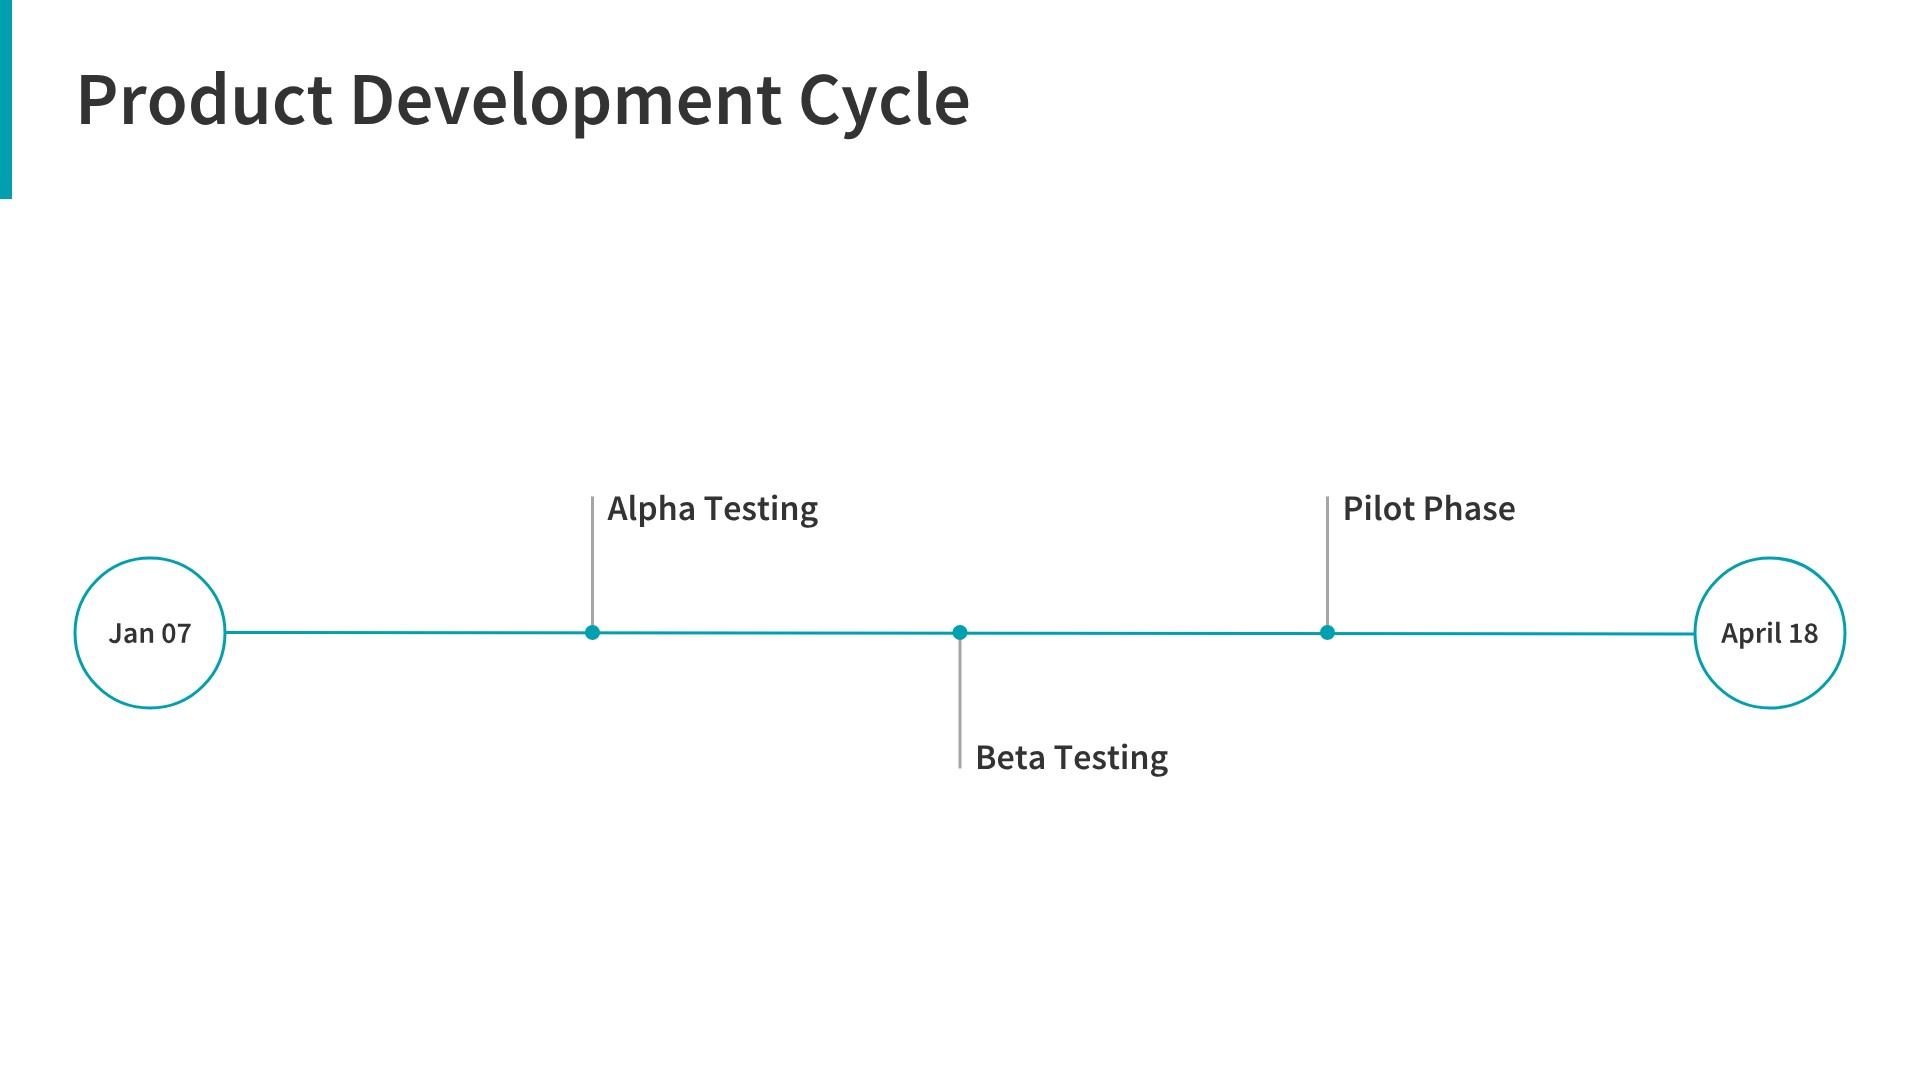 Product Development Cycle
Alpha Testing
Pilot Phase
Jan 07
April 18
Beta Testing